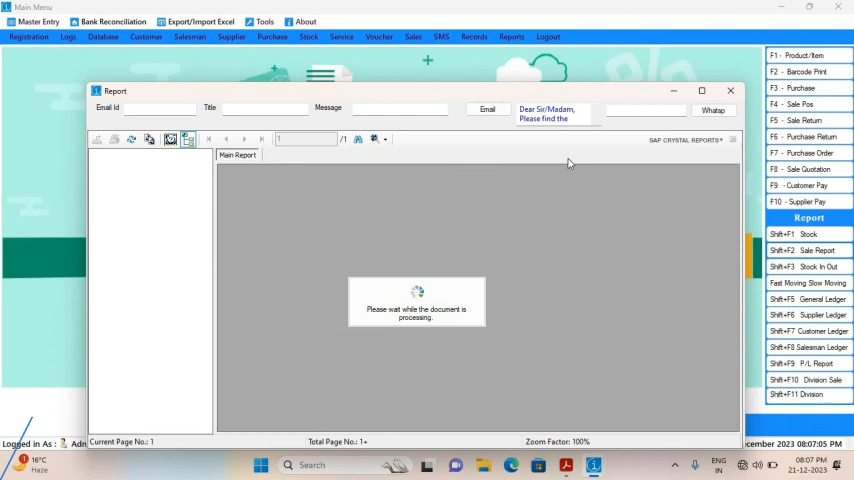 Main Menu
Master Entry Bank Reconciliation Export/Import Excel Tools About
Registration Logs Database Customer Salesman Supplier Purchase Stock Service Voucher Sales SMS Records Reports Logout
Report
Email Id Title Message Email Dear Sir/Madam,
Please find the Whatsp
1 /1 SAP CRYSTAL REPORTS®
Main Report
Please wait while the document is
processing.
Current Page No.: 1 Total Page No.: 1+ Zoom Factor: 100%
F1 - Product/Item
F2 - Barcode Print
F3 - Purchase
F4 - Sale Pos
F5 - Sale Return
F6 - Purchase Return
F7 - Purchase Order
F8 - Sale Quotation
F9 - Customer Pay
F10 - Supplier Pay
Report
Shift+F1 Stock
Shift+F2 Sale Report
Shift+F3 Stock In Out
Fast Moving Slow Moving
Shift+F5 General Ledger
Shift+F6 Supplier Ledger
Shift+F7 Customer Ledger
Shift+F8 Salesman Ledger
Shift+F9 P/L Report
Shift+F10 Division Sale
Shift+F11 Division
Logged in As :
ecember 2023 08:07:05 PM
1 16°C
Haze
Search
ENG
IN
08:07 PM
21-12-2023